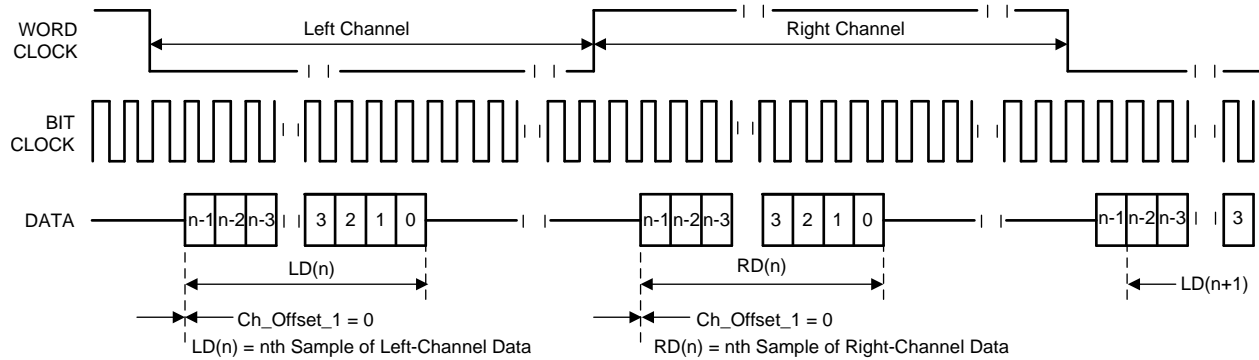 WORD
CLOCK
Left Channel
Right Channel
BIT
CLOCK
DATA
n-1 n-2 n-3 3 2 1 0
n-1 n-2 n-3 3 2 1 0
n-1 n-2 n-3 3
LD(n)
RD(n)
LD(n+1)
Ch_Offset_1 = 0
Ch_Offset_1 = 0
LD(n) = nth Sample of Left-Channel Data
RD(n) = nth Sample of Right-Channel Data